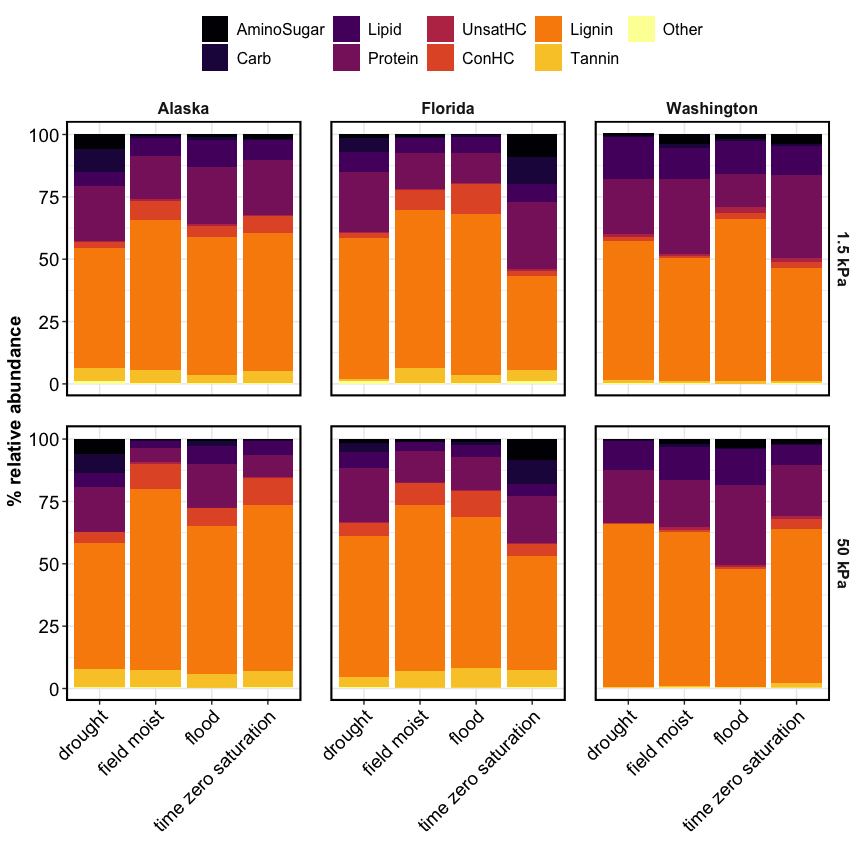 AminoSugar Lipid UnsatHC Lignin Other
Carb Protein ConHC Tannin
Alaska Florida Washington
% relative abundance
100
75
50
25
0
1.5 kPa
100
75
50
25
0
50 kPa
drought field moist flood time zero saturation drought field moist flood time zero saturation drought field moist flood time zero saturation